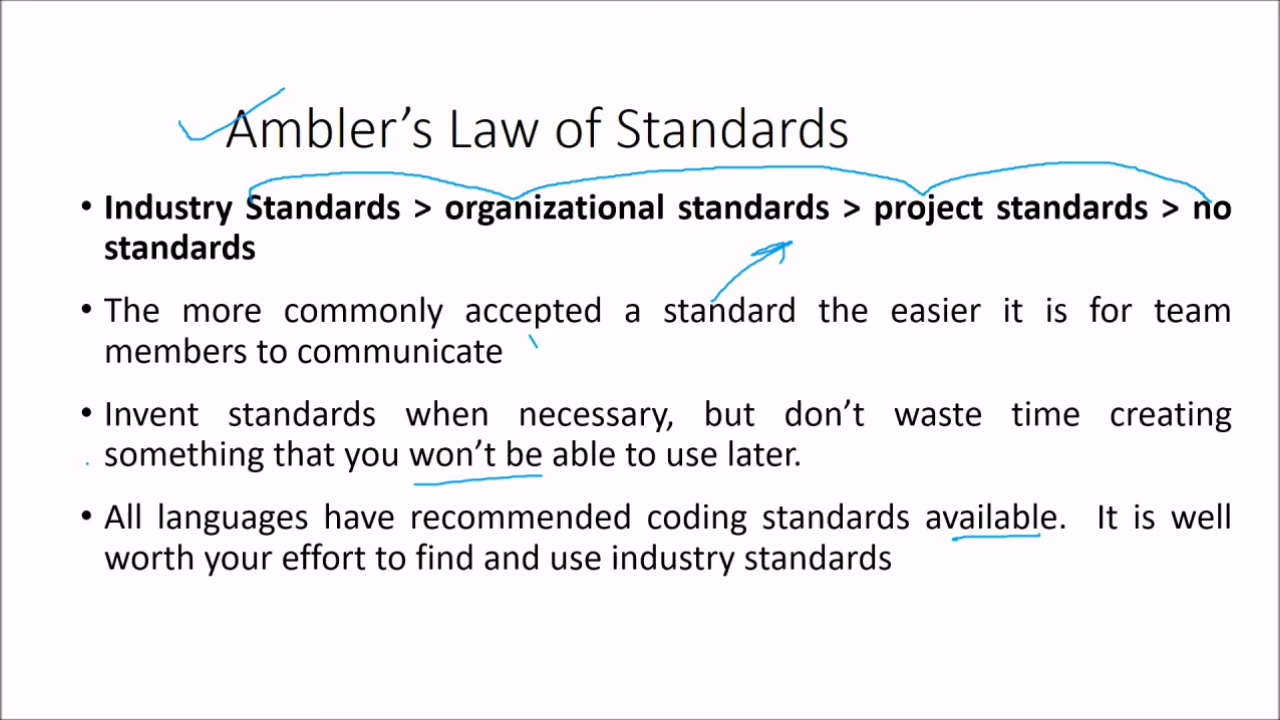 Ambler's Law of Standards
• Industry Standards > organizational standards > project standards > no
standards
• The more commonly accepted a standard the easier it is for team
members to communicate
• Invent standards when necessary, but don't waste time creating
something that you won't be able to use later.
• All languages have recommended coding standards available. It is well
worth your effort to find and use industry standards